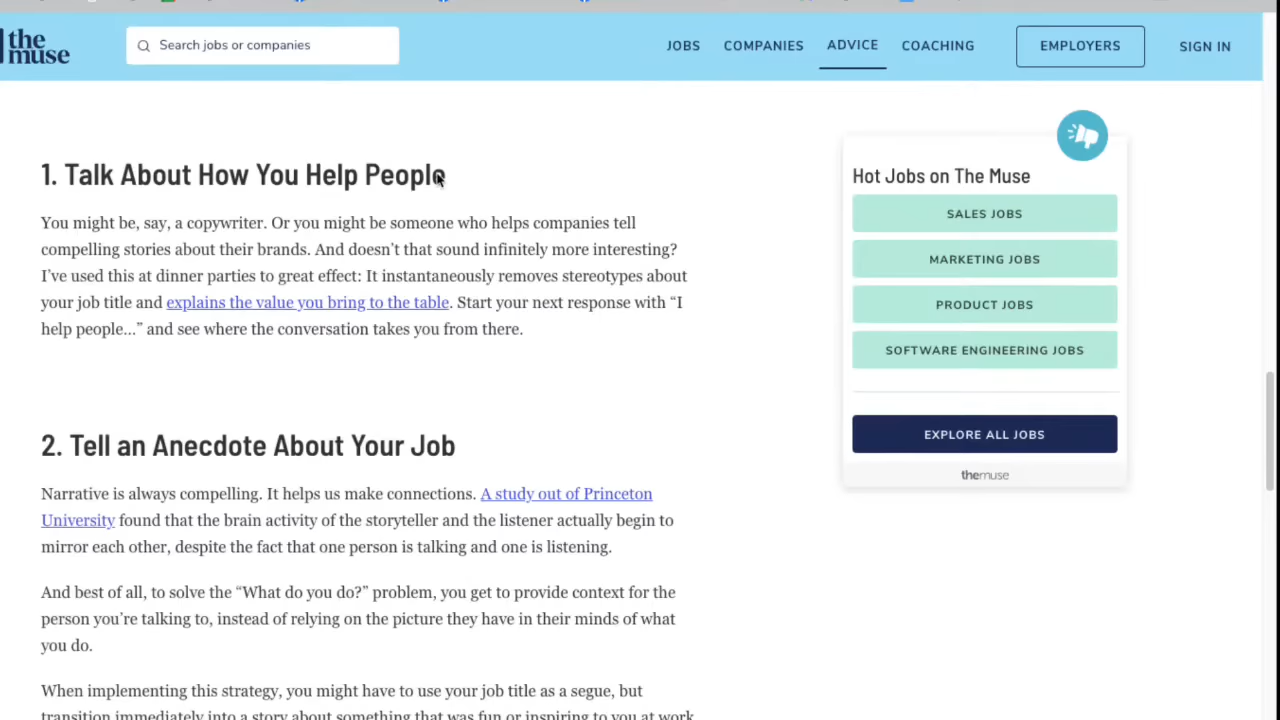 the
muse
Search jobs or companies
JOBS COMPANIES ADVICE COACHING EMPLOYERS SIGN IN
1. Talk About How You Help People
You might be, say, a copywriter. Or you might be someone who helps companies tell
compelling stories about their brands. And doesn’t that sound infinitely more interesting?
I’ve used this at dinner parties to great effect: It instantaneously removes stereotypes about
your job title and explains the value you bring to the table. Start your next response with “I
help people…” and see where the conversation takes you from there.
2. Tell an Anecdote About Your Job
Narrative is always compelling. It helps us make connections. A study out of Princeton
University found that the brain activity of the storyteller and the listener actually begin to
mirror each other, despite the fact that one person is talking and one is listening.
And best of all, to solve the “What do you do?” problem, you get to provide context for the
person you’re talking to, instead of relying on the picture they have in their minds of what
you do.
When implementing this strategy, you might have to use your job title as a segue, but
transition immediately into a story about something that was fun or inspiring to you at work
Hot Jobs on The Muse
SALES JOBS
MARKETING JOBS
PRODUCT JOBS
SOFTWARE ENGINEERING JOBS
EXPLORE ALL JOBS
themuse